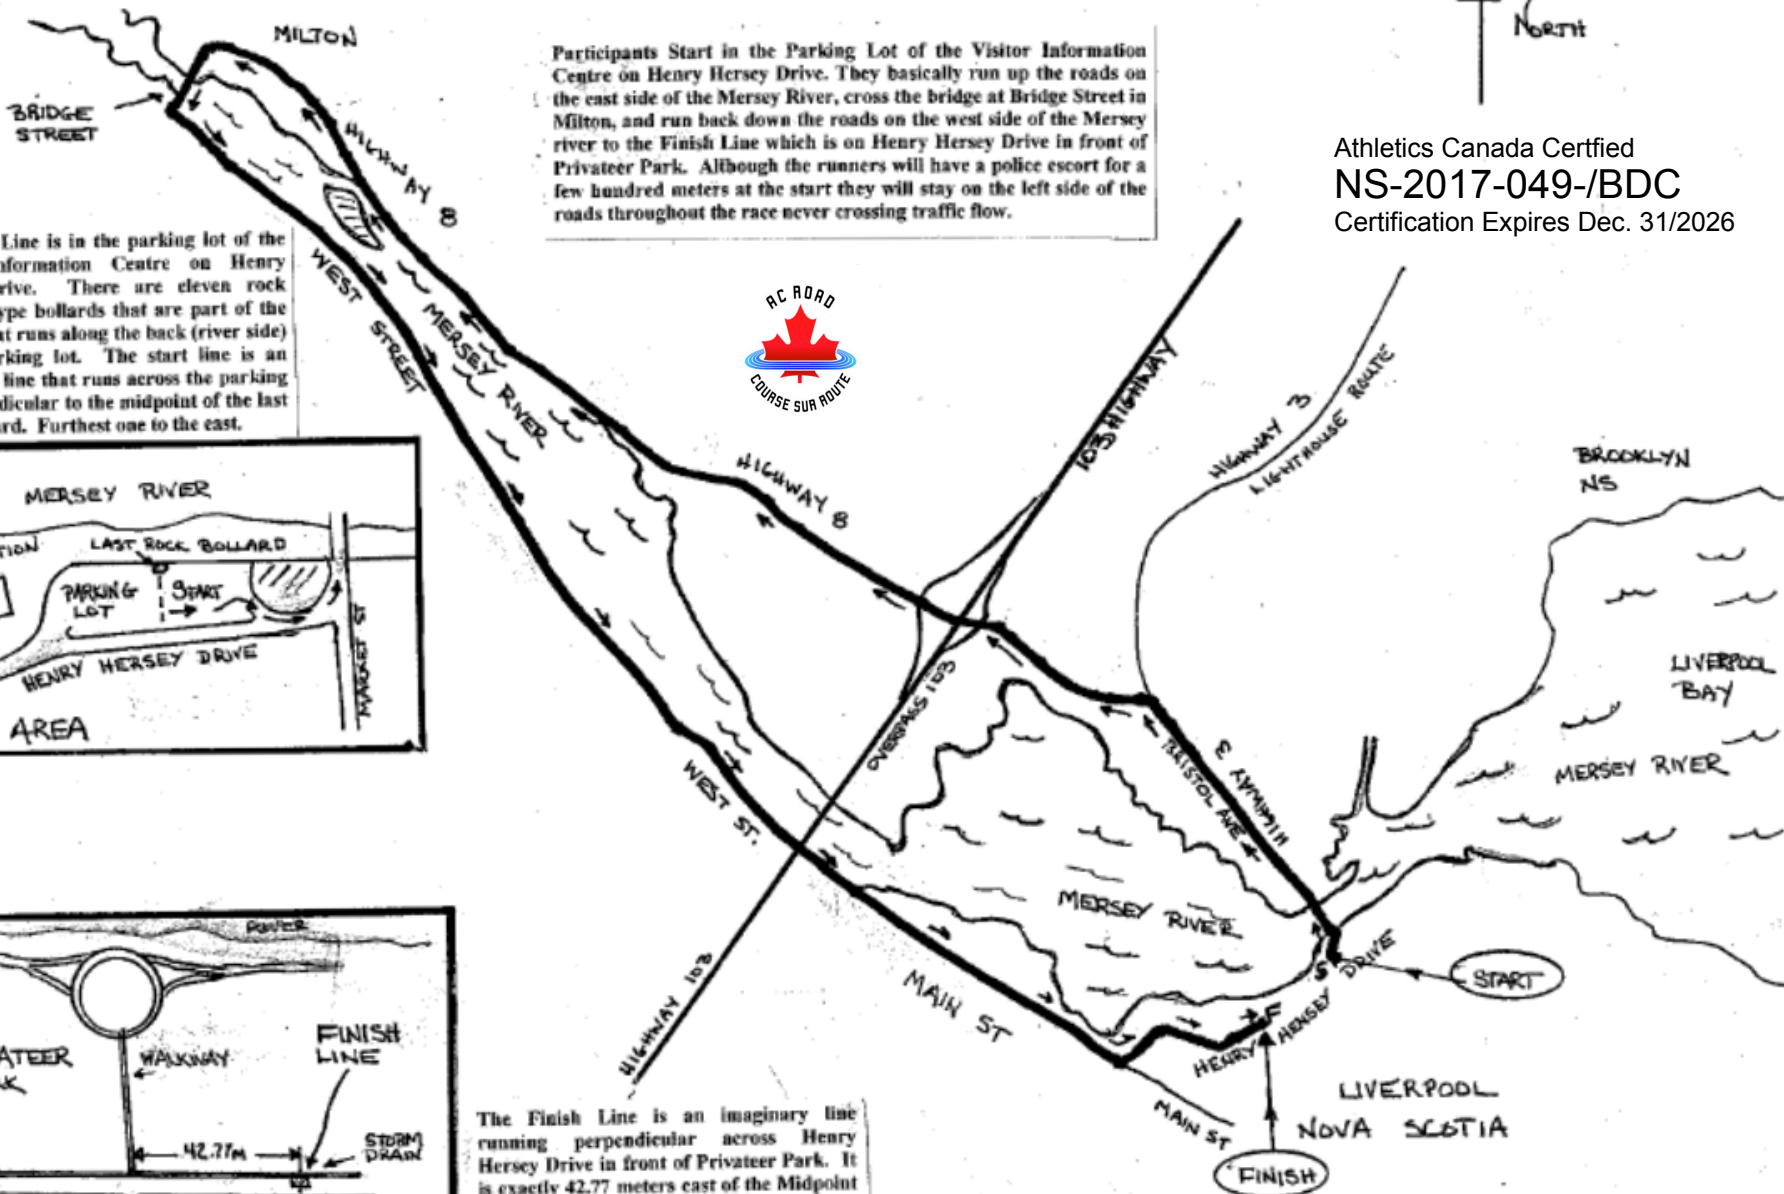 NORTH
MILTON
BRIDGE
STREET
HIGHWAY 8
Participants Start in the Parking Lot of the Visitor Information
Centre on Henry Hersey Drive. They basically run up the roads on
the east side of the Mersey River, cross the bridge at Bridge Street in
Milton, and run back down the roads on the west side of the Mersey
river to the Finish Line which is on Henry Hersey Drive in front of
Privateer Park. Although the runners will have a police escort for a
few hundred meters at the start they will stay on the left side of the
roads throughout the race never crossing traffic flow.
Athletics Canada Certfied
NS-2017-049-/BDC
Certification Expires Dec. 31/2026
Line is in the parking lot of the
nformation Centre on Henry
rive. There are eleven rock
ype bollards that are part of the
at runs along the back (river side)
rking lot. The start line is an
line that runs across the parking
dicular to the midpoint of the last
ard. Furthest one to the east.
WEST STREET
MERSEY RIVER
AC ROAD
COURSE SUR ROUTE
103 HIGHWAY
HIGHWAY 3
LIGHTHOUSE ROUTE
HIGHWAY 8
BROOKLYN
NS
LIVERPOOL
BAY
MERSEY RIVER
MERSEY RIVER
TION
LAST ROCK BOLLARD
PARKING
LOT
START
MARKET ST
HENRY HERSEY DRIVE
AREA
OVERPASS 103
HIGHWAY 3
BRISTOL AVE
WEST ST.
MERSEY RIVER
MAIN ST
HIGHWAY 103
S
START
F
HENRY HENSEY DRIVE
MAIN ST
FINISH
LIVERPOOL
NOVA SCOTIA
RIVER
ATEER
K
WALKWAY
FINISH
LINE
42.77M
STORM
DRAIN
The Finish Line is an imaginary line
running perpendicular across Henry
Hersey Drive in front of Privateer Park. It
is exactly 42.77 meters east of the Midpoint